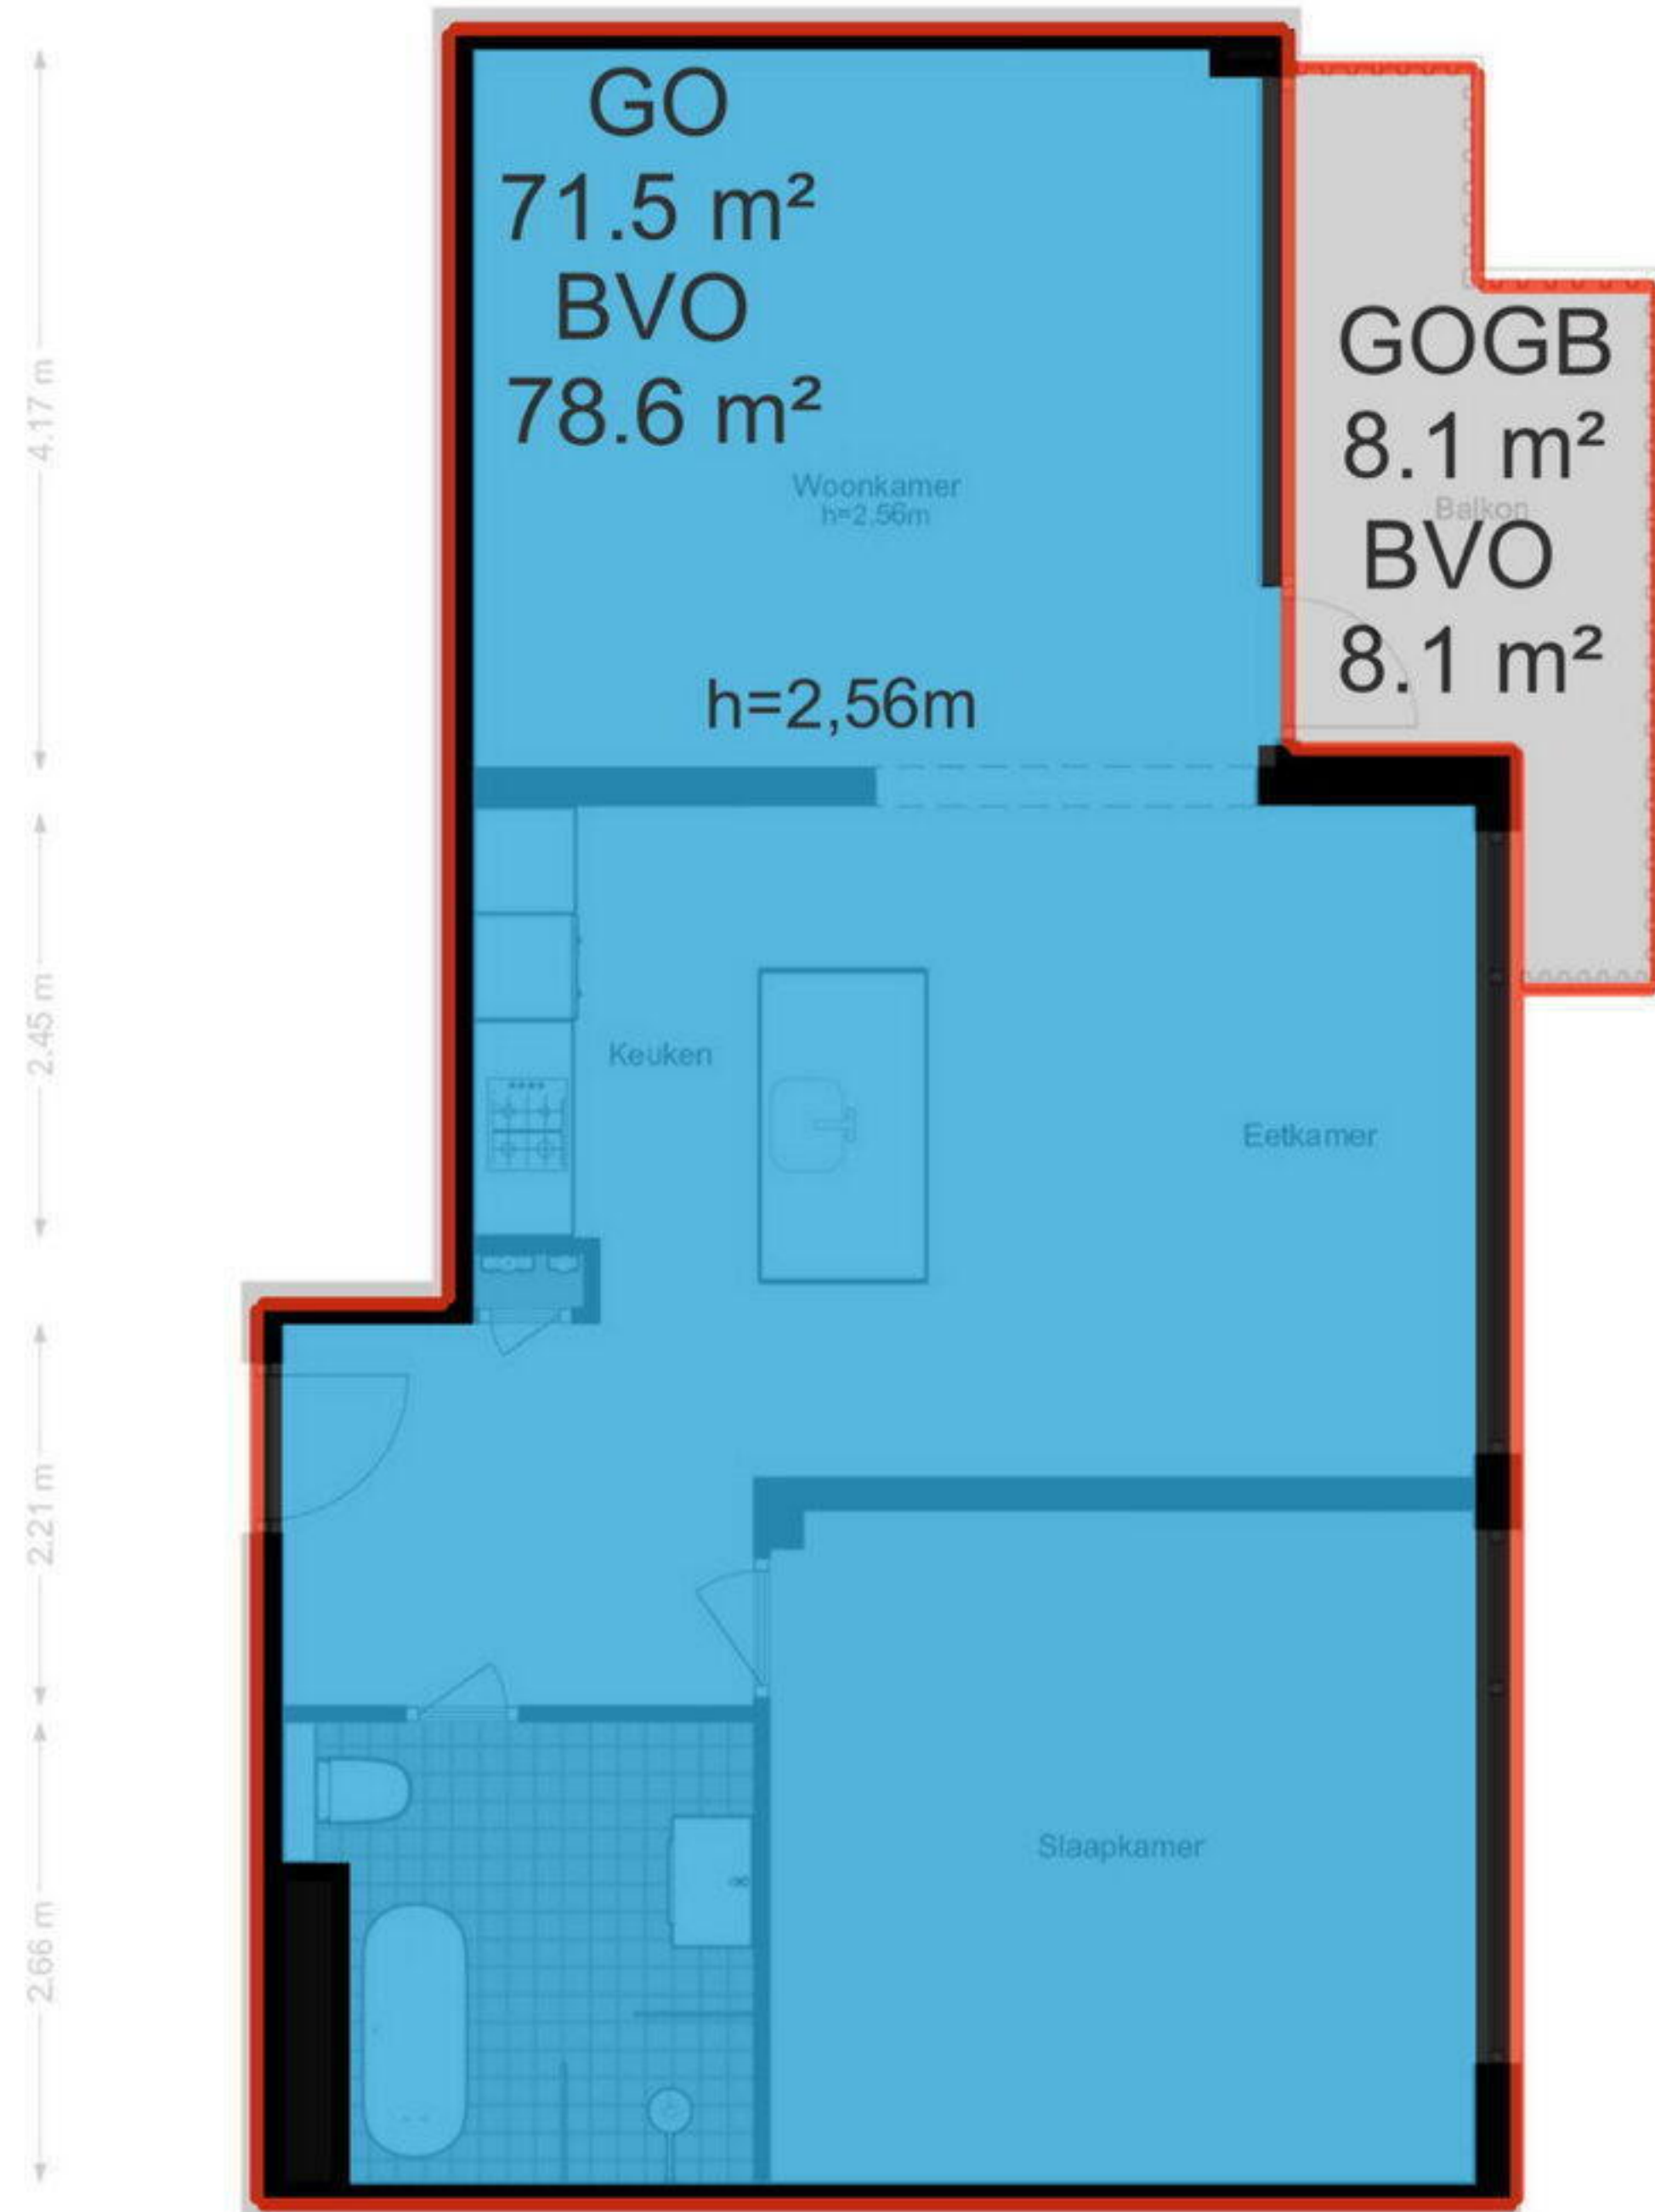 GO
71.5 m²
BVO
78.6 m²
Woonkamer
h=2,56m
h=2,56m
GOGB
8.1 m²
Balkon
BVO
8.1 m²
4.17 m
2.45 m
2.21 m
2.66 m
Keuken
Eetkamer
Slaapkamer